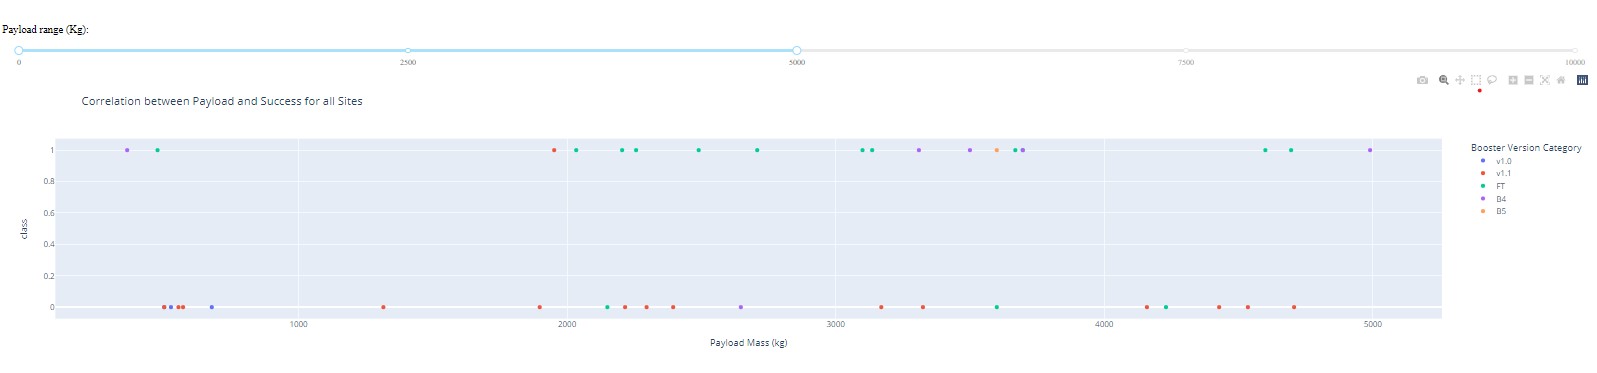 Payload range (Kg):
0 2500 5000 7500 10000
Correlation between Payload and Success for all Sites
Booster Version Category
v1.0
v1.1
FT
B4
B5
1
0.8
0.6
0.4
0.2
0
class
1000 2000 3000 4000 5000
Payload Mass (kg)